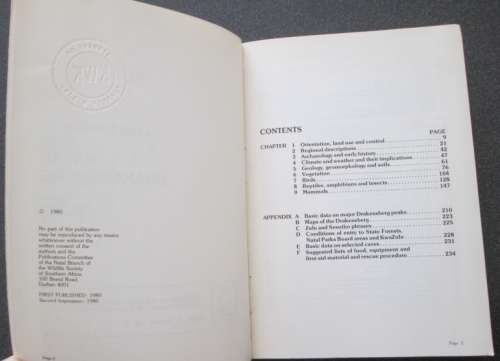 © 1980
No part of this publication
may be reproduced by any means
whatsoever without the
written consent of the
authors and the
Publications Committee
of the Natal Branch of
the Wildlife Society
of Southern Africa
100 Brand Road,
Durban 4001
FIRST PUBLISHED: 1980
Second Impression: 1980
CONTENTS
PAGE
CHAPTER 1 Orientation, land use and control 9
2 Regional descriptions 21
3 Archaeology and early history 42
4 Climate and weather and their implications 47
5 Geology, geomorphology and soils 61
6 Vegetation 76
7 Birds 104
8 Reptiles, amphibians and insects 128
9 Mammals 147
APPENDIX A Basic data on major Drakensberg peaks 210
B Maps of the Drakensberg 223
C Zulu and Sesotho phrases 225
D Conditions of entry to State Forests,
Natal Parks Board areas and KwaZulu 228
E Basic data on selected caves 231
F Suggested lists of food, equipment and
first-aid material and rescue procedure 234
Page 5